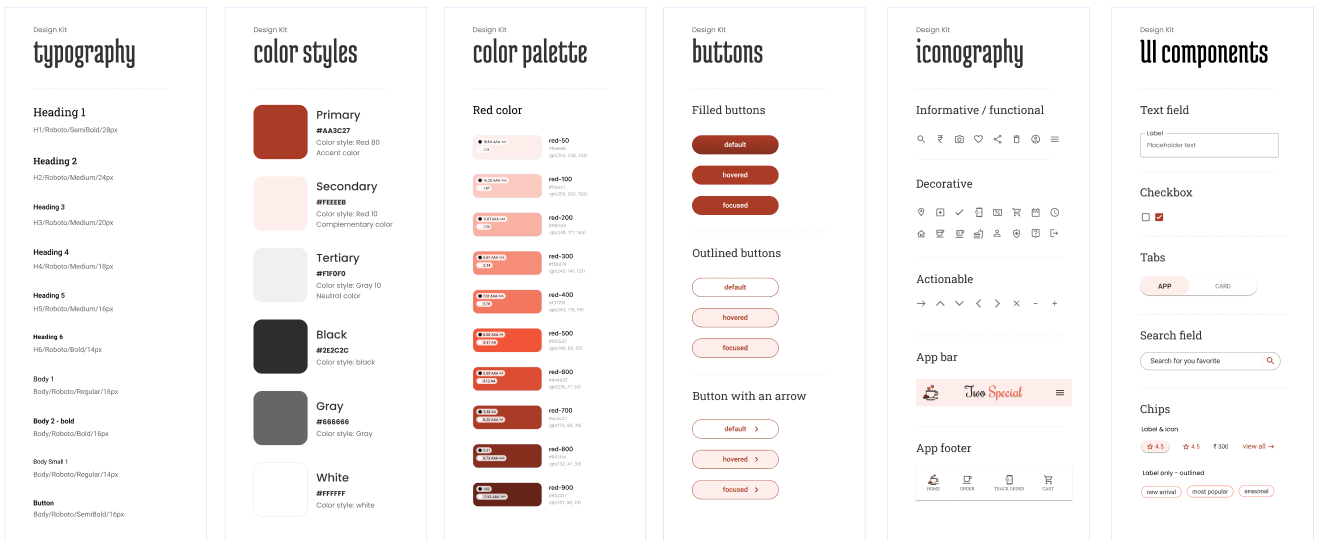 Design Kit
typography
Heading 1
H1/Roboto/SemiBold/28px
Heading 2
H2/Roboto/Medium/24px
Heading 3
H3/Roboto/Medium/20px
Heading 4
H4/Roboto/Medium/18px
Heading 5
H5/Roboto/Medium/16px
Heading 6
H6/Roboto/Bold/14px
Body 1
Body/Roboto/Regular/16px
Body 2 - bold
Body/Roboto/Bold/16px
Body Small 1
Body/Roboto/Regular/14px
Button
Body/Roboto/SemiBold/16px
Design Kit
color styles
Primary
#AA3C27
Color style: Red 80
Accent color
Secondary
#FEEEEB
Color style: Red 10
Complementary color
Tertiary
#F1F0F0
Color style: Gray 10
Neutral color
Black
#2E2C2C
Color style: black
Gray
#666666
Color style: Gray
White
#FFFFFF
Color style: white
Design Kit
color palette
Red color
red-50
red-100
red-200
red-300
red-400
red-500
red-600
red-700
red-800
red-900
Design Kit
buttons
Filled buttons
default
hovered
focused
Outlined buttons
default
hovered
focused
Button with an arrow
default
hovered
focused
Design Kit
iconography
Informative / functional
Decorative
Actionable
App bar
Two Special
App footer
HOME
ORDER
TRACK ORDER
CART
Design Kit
UI components
Text field
Label
Placeholder text
Checkbox
Tabs
APP
CARD
Search field
Search for you favorite
Chips
Label & icon
4.5
4.5
₹ 300
view all →
Label only - outlined
new arrival
most popular
seasonal